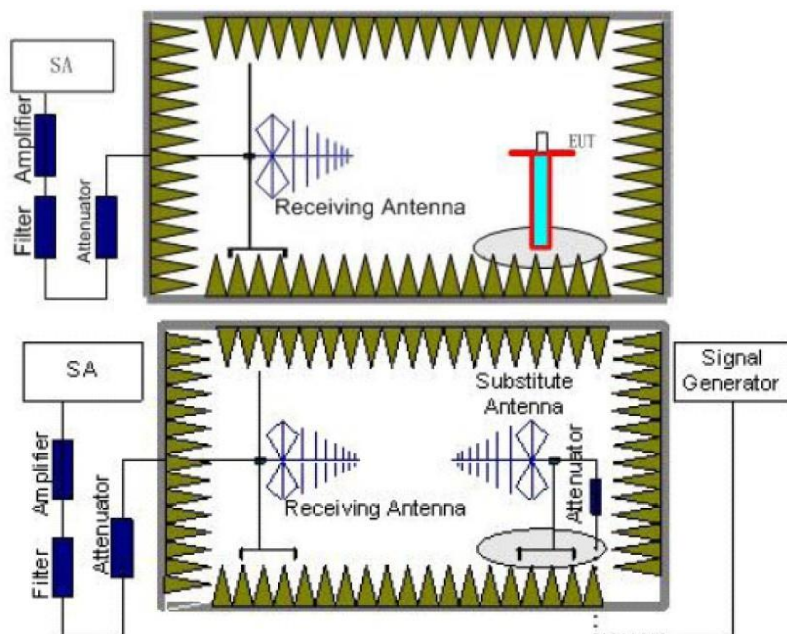 SA
Amplifier
Filter
Attenuator
Receiving Antenna
EUT
SA
Amplifier
Filter
Attenuator
Receiving Antenna
Substitute
Antenna
Attenuator
Signal
Generator